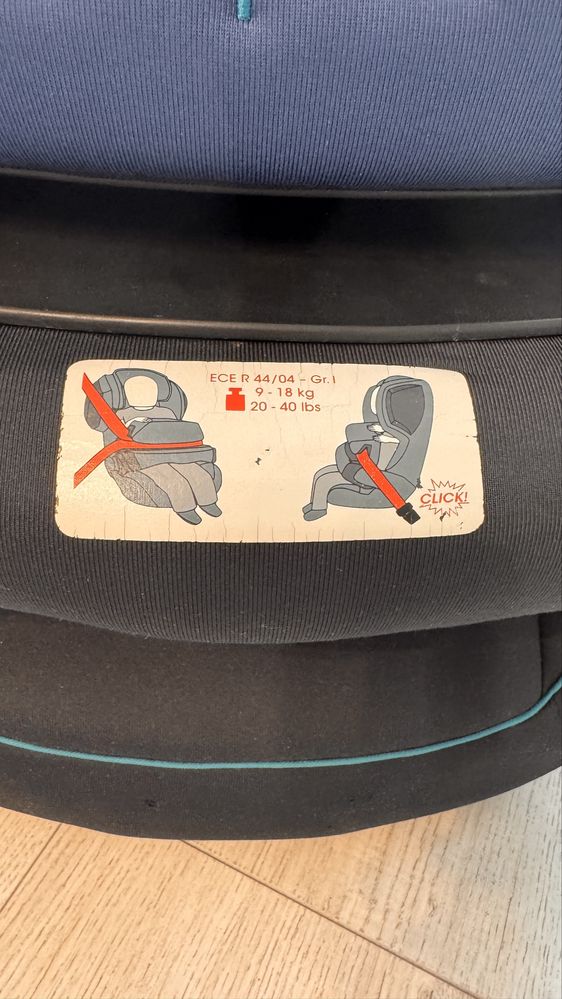 ECE R 44/04 - Gr. I
9 - 18 kg
20 - 40 lbs
CLICK!